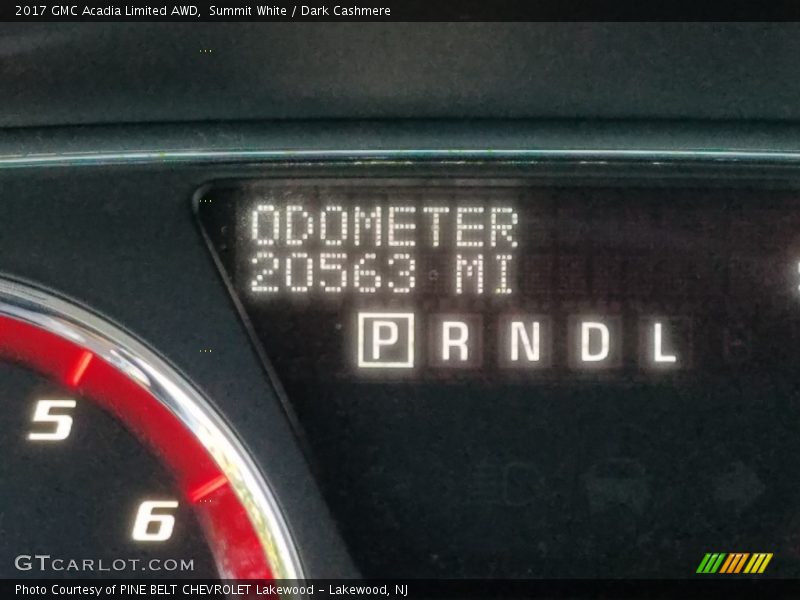 2017 GMC Acadia Limited AWD,  Summit White / Dark Cashmere
ODOMETER
20563 MI
P R N D L
5
6
GTCARLOT.COM
Photo Courtesy of PINE BELT CHEVROLET Lakewood - Lakewood, NJ